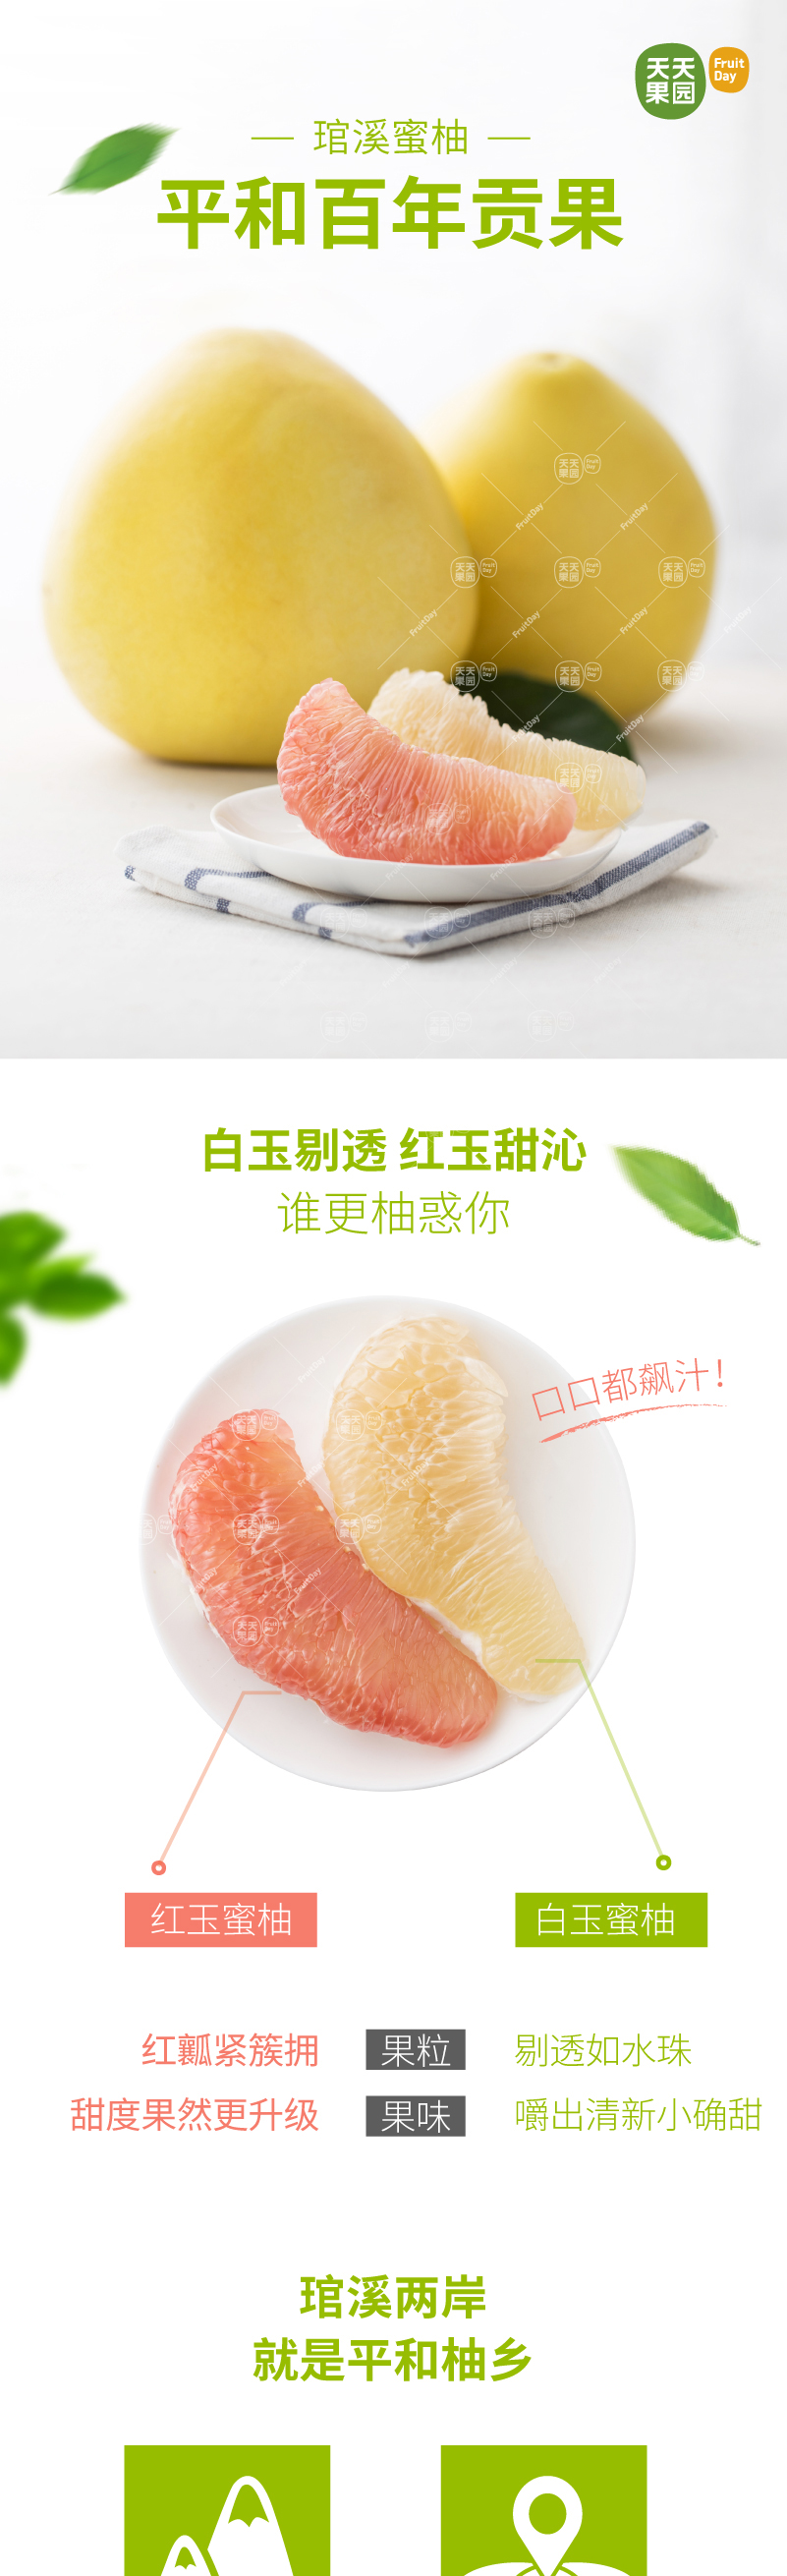 天天果园
Fruit Day
琯溪蜜柚
平和百年贡果
白玉剔透 红玉甜沁
谁更柚惑你
口口都飙汁！
红玉蜜柚
白玉蜜柚
红瓤紧簇拥 果粒 剔透如水珠
甜度果然更升级 果味 嚼出清新小确甜
琯溪两岸
就是平和柚乡